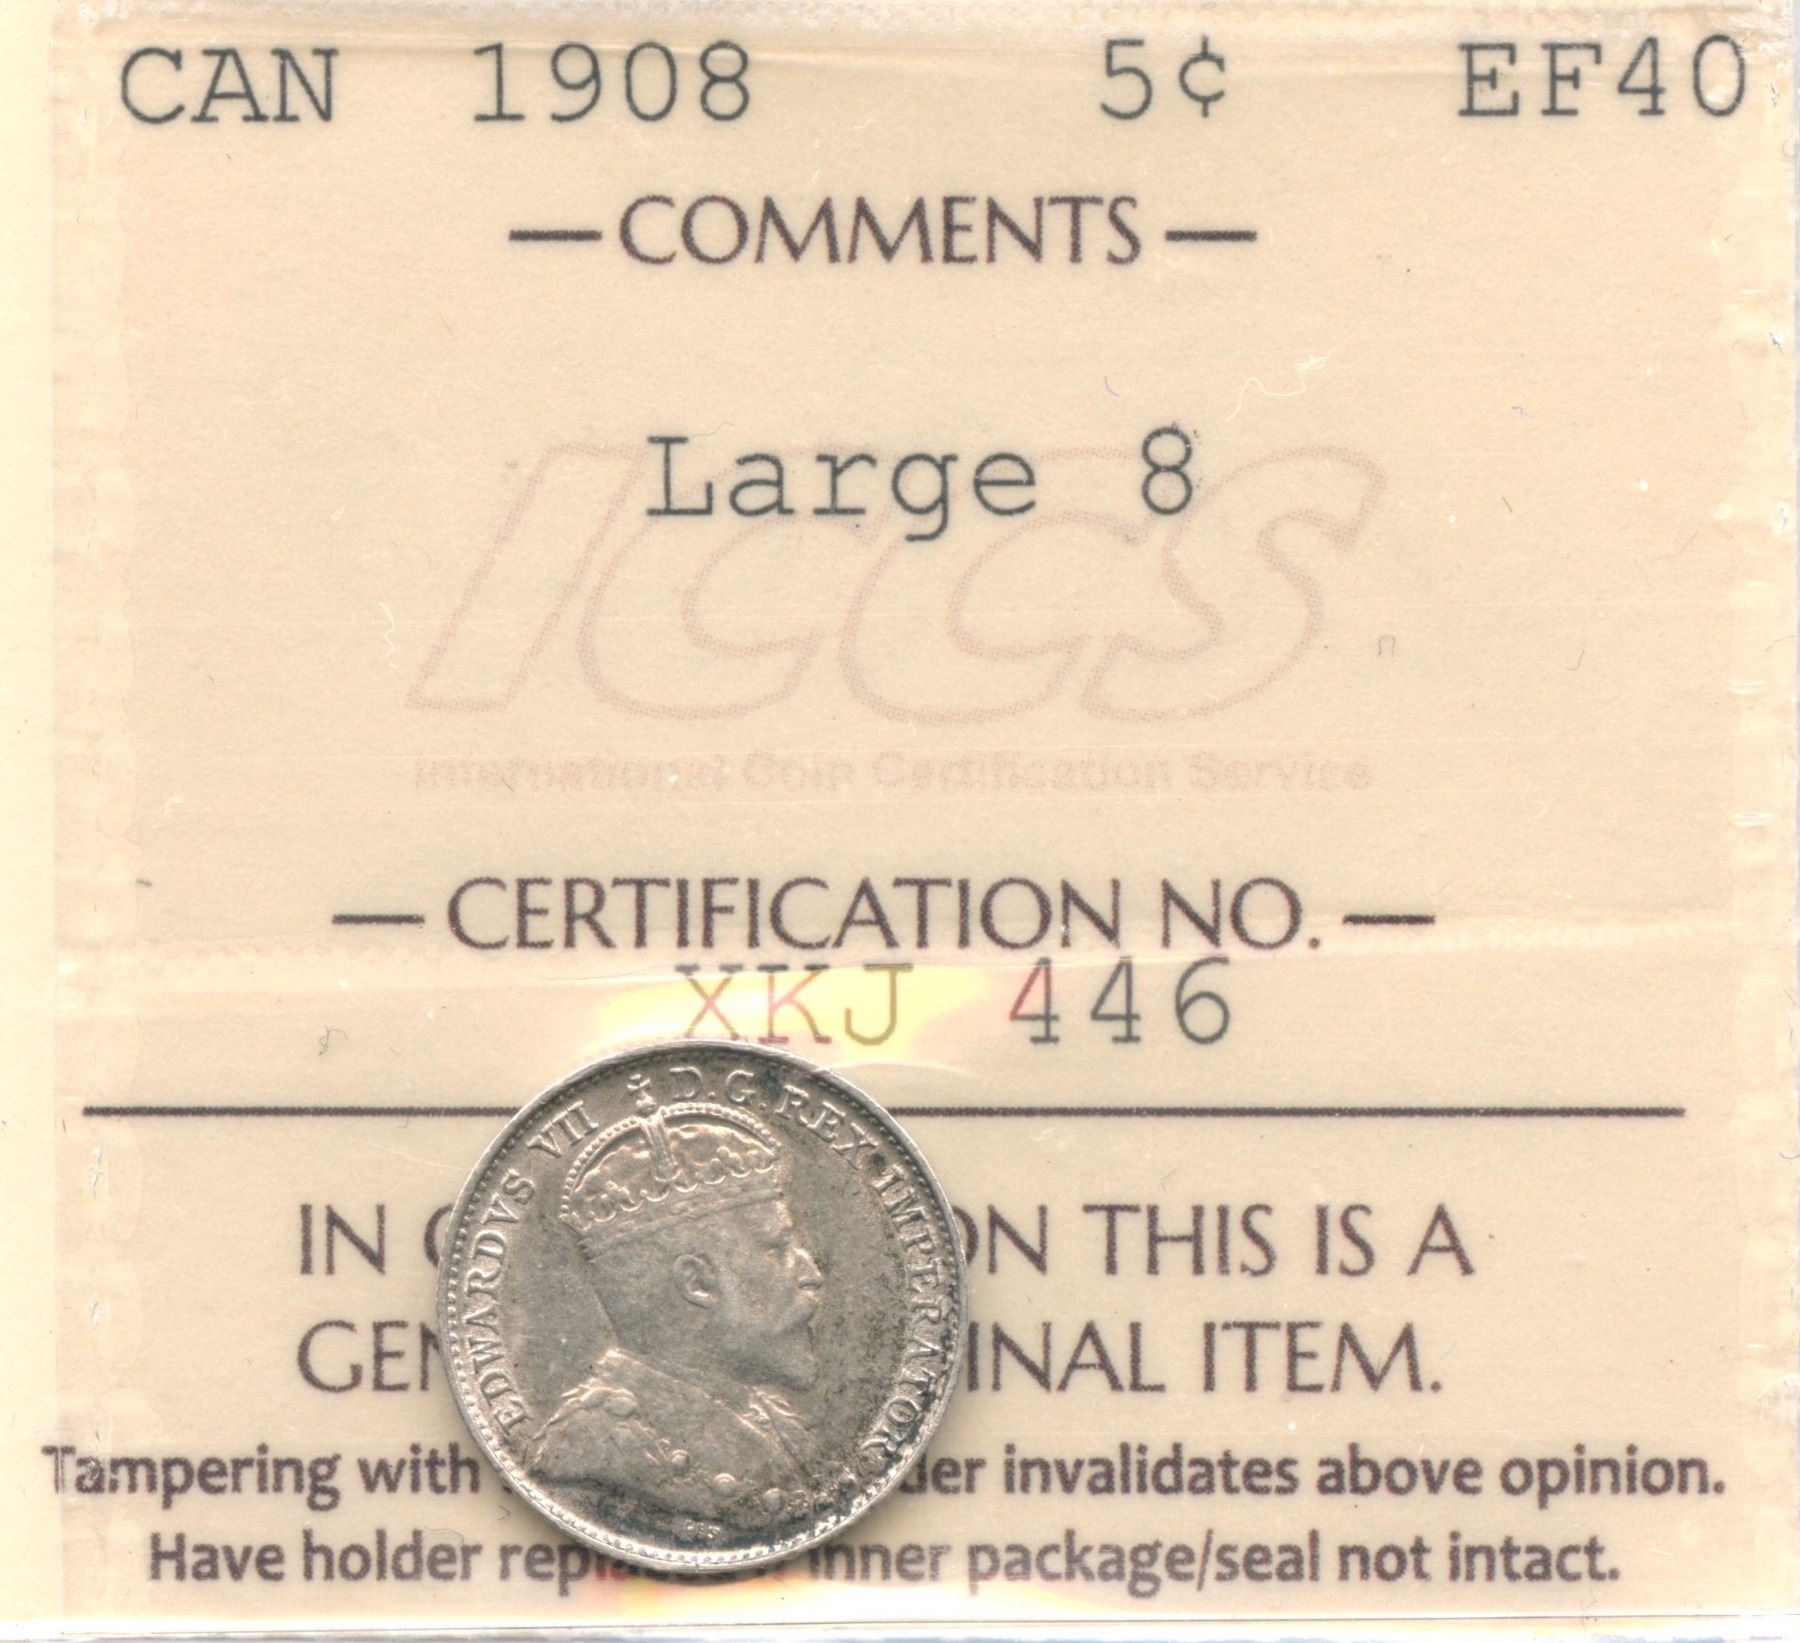 CAN 1908 5¢ EF40
— COMMENTS —
Large 8
ICCS
International Coin Certification Service
— CERTIFICATION NO. —
XKJ 446
EDWARDVS VII D.G. REX IMPERATOR
IN ON THIS IS A
GEN INAL ITEM.
Tampering with der invalidates above opinion.
Have holder repl inner package/seal not intact.